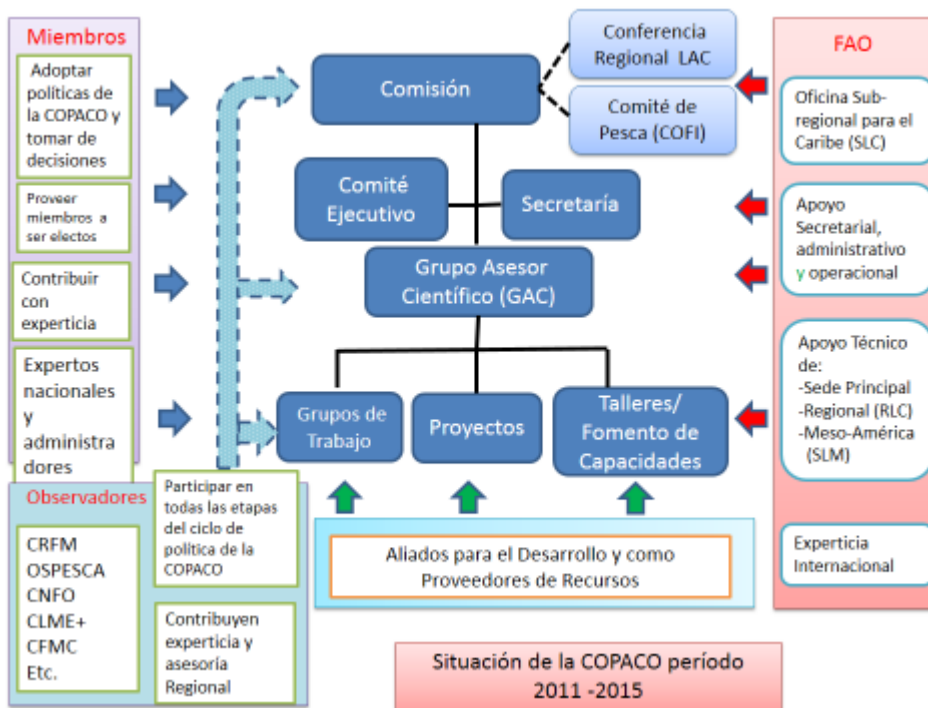 Miembros
Adoptar
políticas de
la COPACO y
tomar de
decisiones
Proveer
miembros a
ser electos
Contribuir
con
experticia
Expertos
nacionales
y
administra
dores
Observadores
CRFM
OSPESCA
CNFO
CLME+
CFMC
Etc.
Participar en
todas las etapas
del ciclo de
política de la
COPACO
Contribuyen
experticia y
asesoría
Regional
Comisión
Conferencia
Regional LAC
Comité de
Pesca (COFI)
Comité
Ejecutivo
Secretaría
Grupo Asesor
Científico (GAC)
Grupos de
Trabajo
Proyectos
Talleres/
Fomento de
Capacidades
Aliados para el Desarrollo y como
Proveedores de Recursos
Situación de la COPACO período
2011 -2015
FAO
Oficina Sub-
regional para el
Caribe (SLC)
Apoyo
Secretarial,
administrativo
y operacional
Apoyo Técnico
de:
-Sede Principal
-Regional (RLC)
-Meso-América
(SLM)
Experticia
Internacional